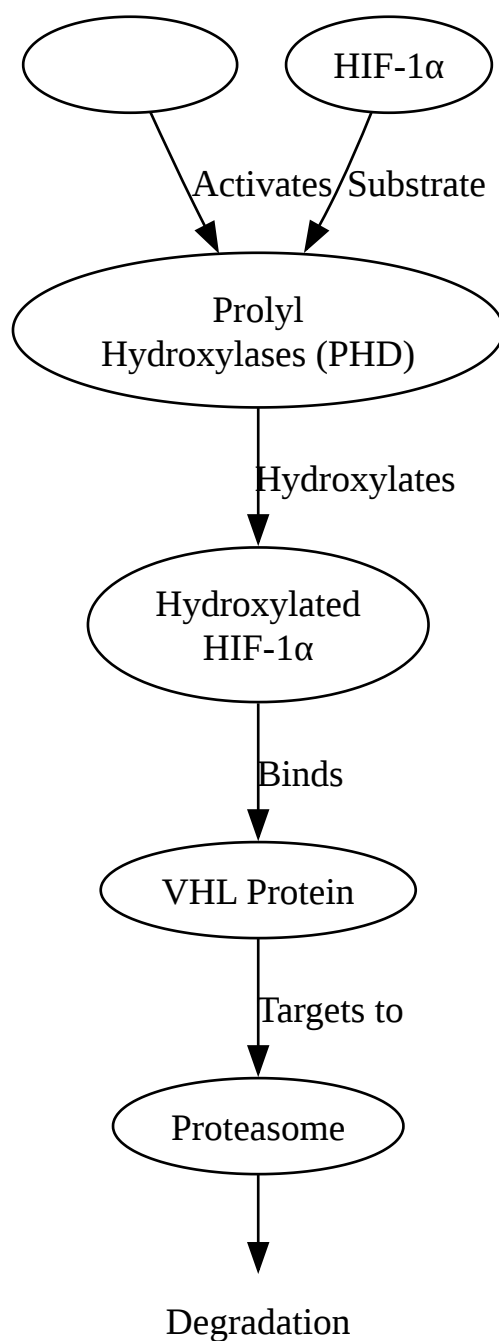 HIF-1α
Activates
Substrate
Prolyl
Hydroxylases (PHD)
Hydroxylates
Hydroxylated
HIF-1α
Binds
VHL Protein
Targets to
Proteasome
Degradation